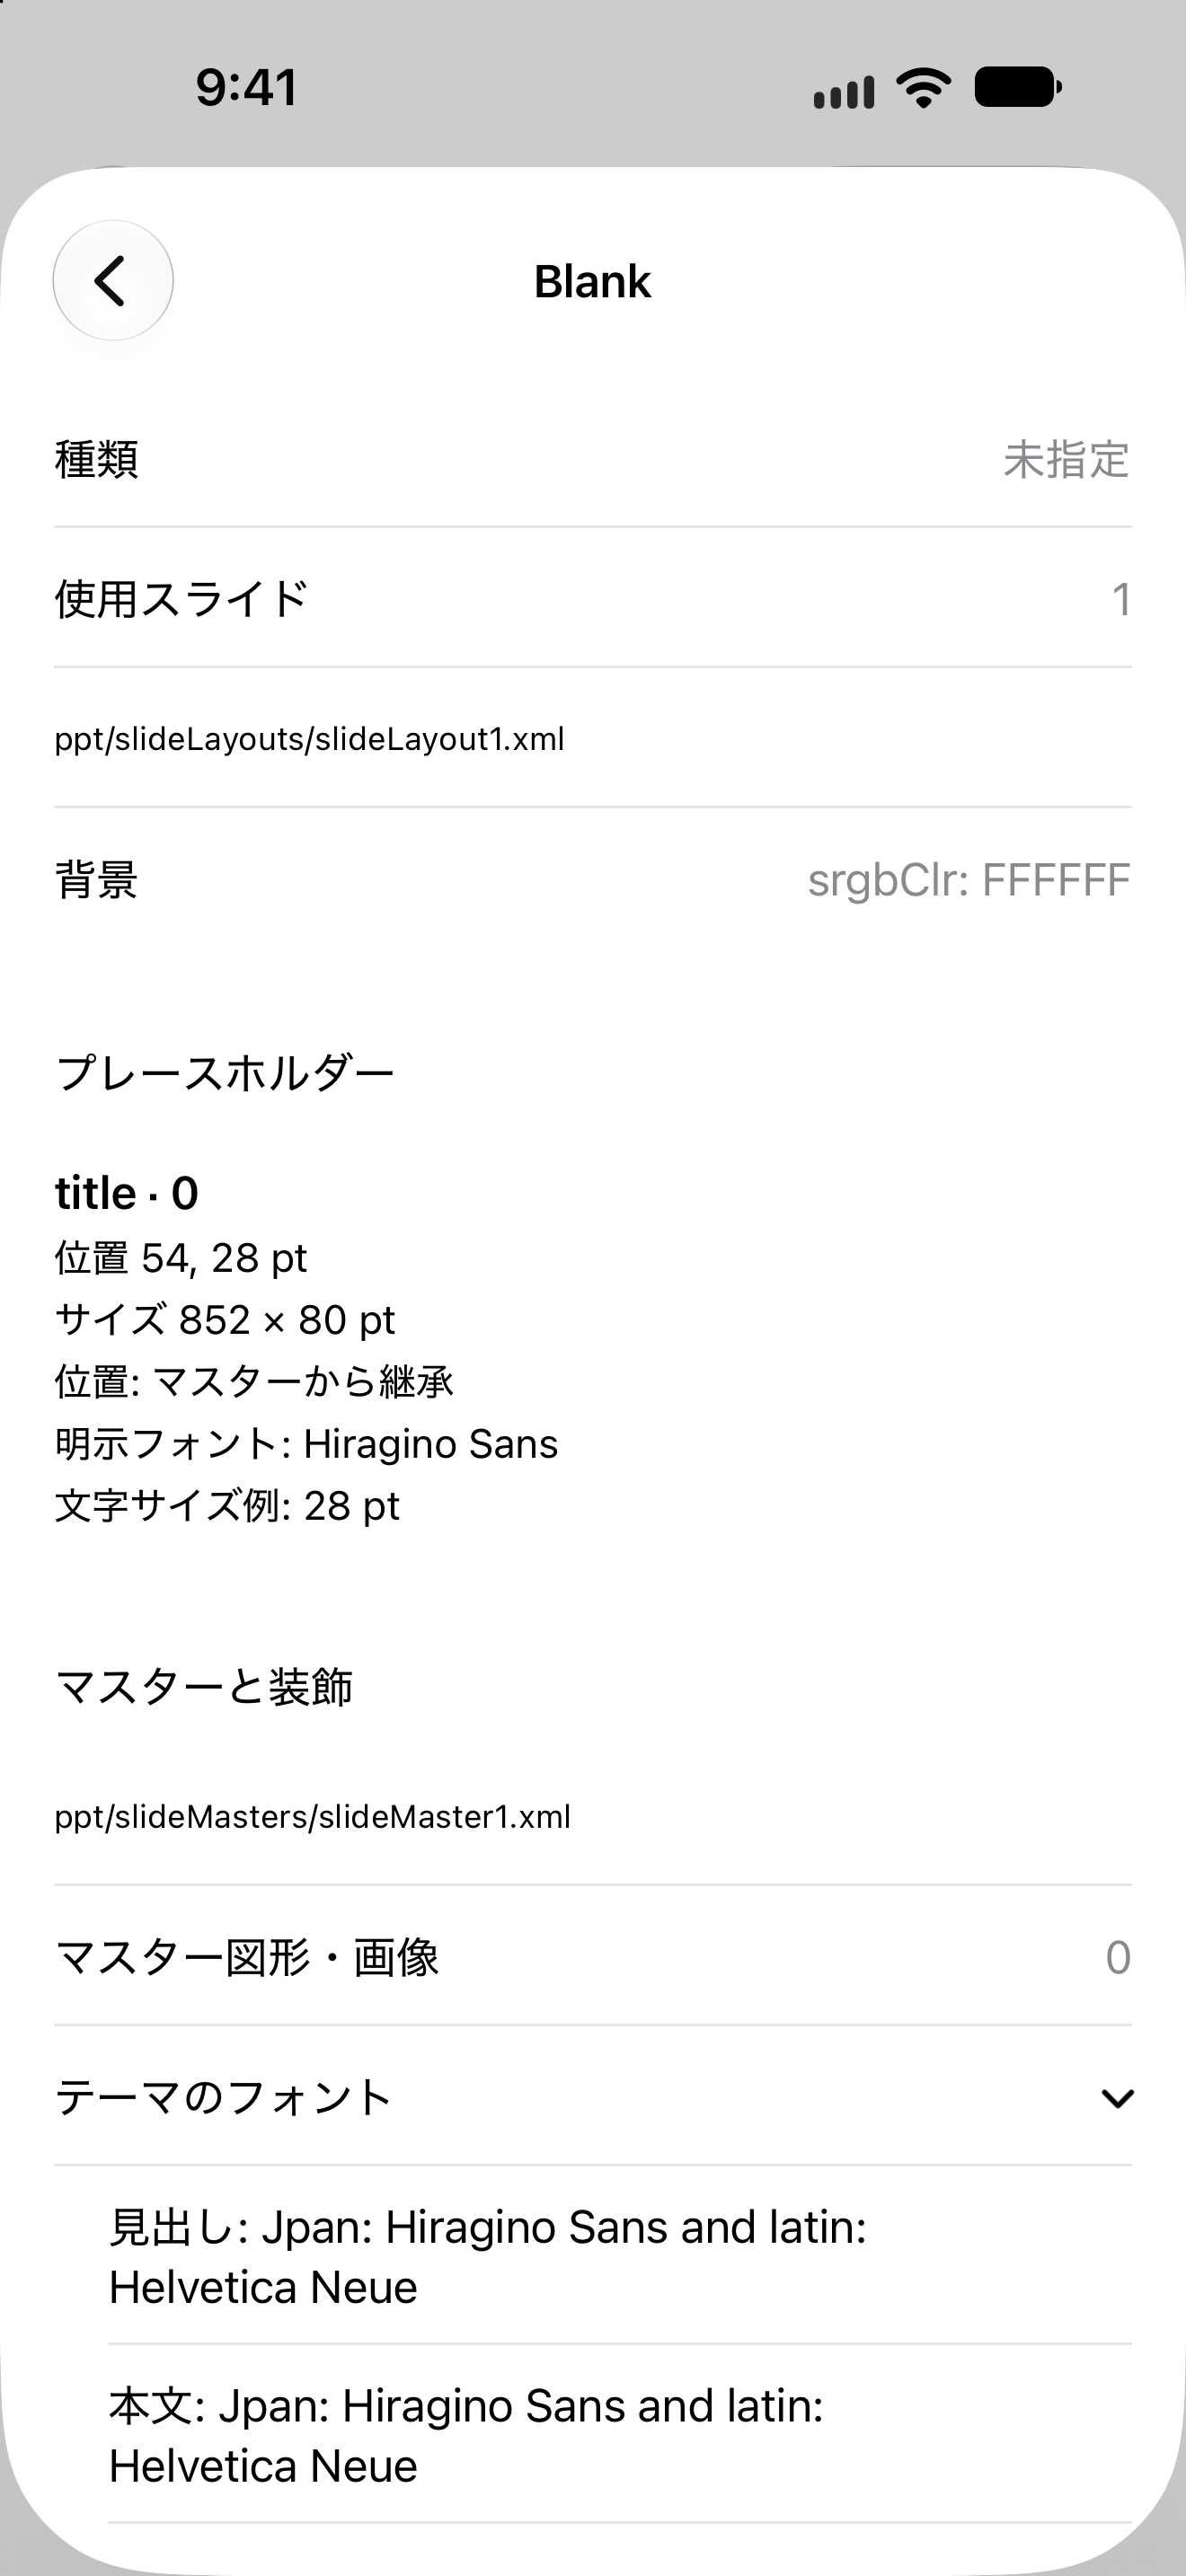 9:41
Blank
種類 未指定
使用スライド 1
ppt/slideLayouts/slideLayout1.xml
背景 srgbClr: FFFFFF
プレースホルダー
title · 0
位置 54, 28 pt
サイズ 852 × 80 pt
位置: マスターから継承
明示フォント: Hiragino Sans
文字サイズ例: 28 pt
マスターと装飾
ppt/slideMasters/slideMaster1.xml
マスター図形・画像 0
テーマのフォント
見出し: Jpan: Hiragino Sans and latin:
Helvetica Neue
本文: Jpan: Hiragino Sans and latin:
Helvetica Neue